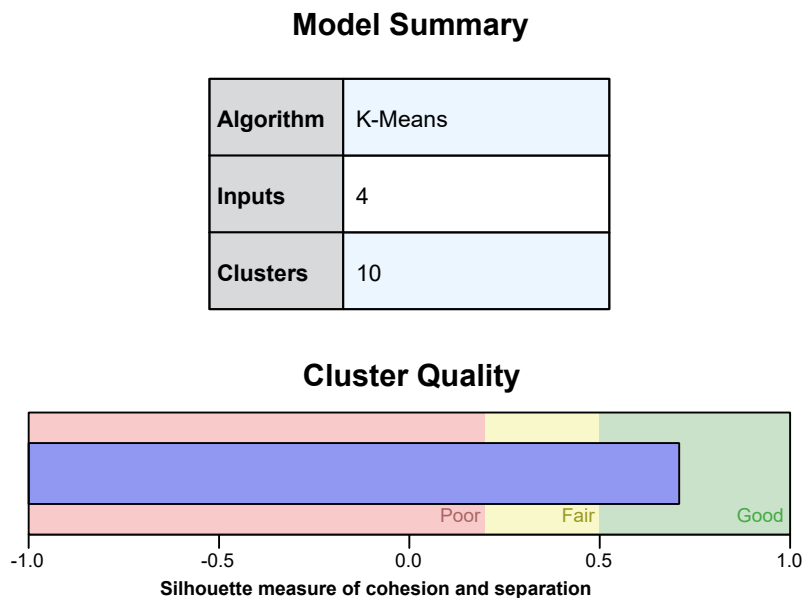 Model Summary
Algorithm K-Means
Inputs 4
Clusters 10
Cluster Quality
Poor Fair Good
-1.0 -0.5 0.0 0.5 1.0
Silhouette measure of cohesion and separation